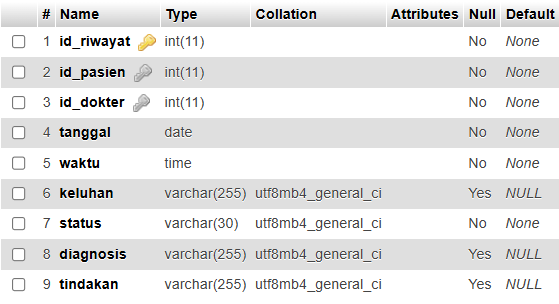 # Name Type Collation Attributes Null Default
1 id_riwayat int(11) No None
2 id_pasien int(11) No None
3 id_dokter int(11) No None
4 tanggal date No None
5 waktu time No None
6 keluhan varchar(255) utf8mb4_general_ci Yes NULL
7 status varchar(30) utf8mb4_general_ci No None
8 diagnosis varchar(255) utf8mb4_general_ci Yes NULL
9 tindakan varchar(255) utf8mb4_general_ci Yes NULL